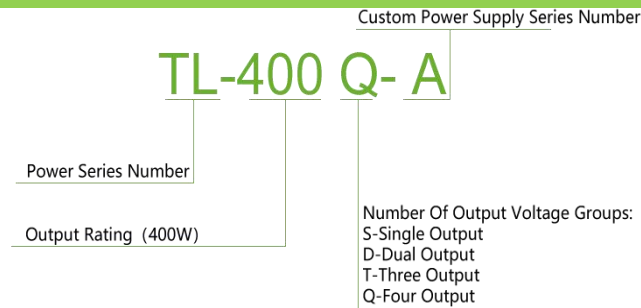 Custom Power Supply Series Number
TL-400 Q- A
Power Series Number
Output Rating（400W）
Number Of Output Voltage Groups:
S-Single Output
D-Dual Output
T-Three Output
Q-Four Output